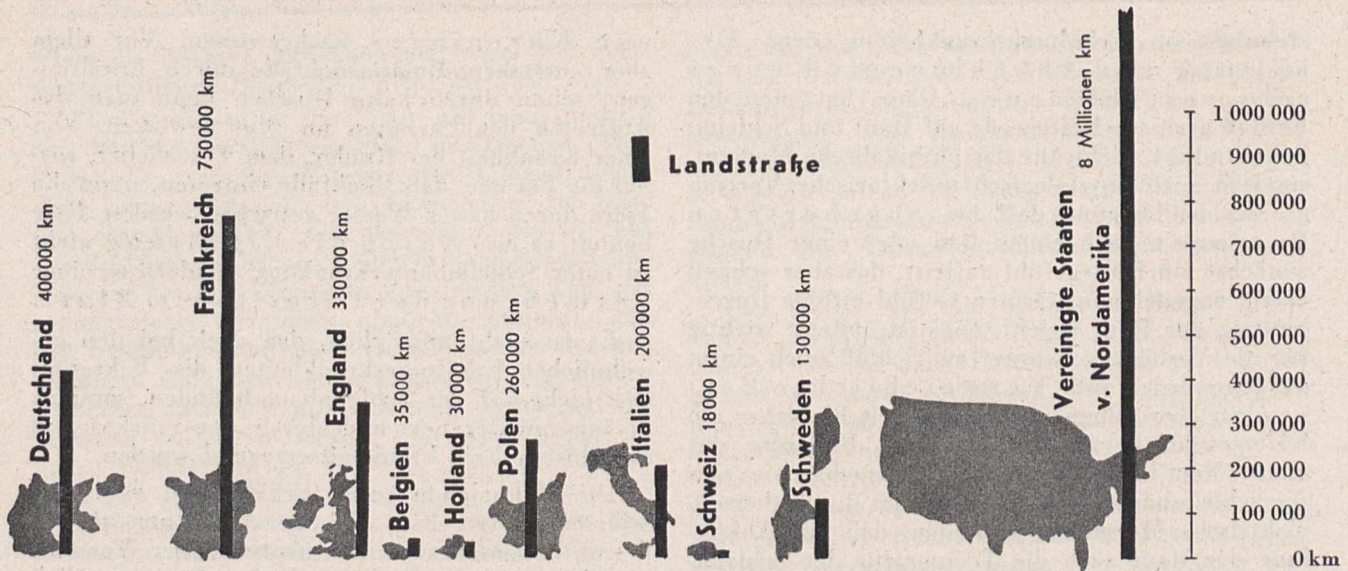 Deutschland 400000 km
Frankreich 750000 km
England 330000 km
Belgien 35000 km
Holland 30000 km
Polen 260000 km
Italien 200000 km
Landstraße
Schweiz 18000 km
Schweden 130000 km
Vereinigte Staaten
v. Nordamerika 8 Millionen km
1 000 000
900 000
800 000
700 000
600 000
500 000
400 000
300 000
200 000
100 000
0 km